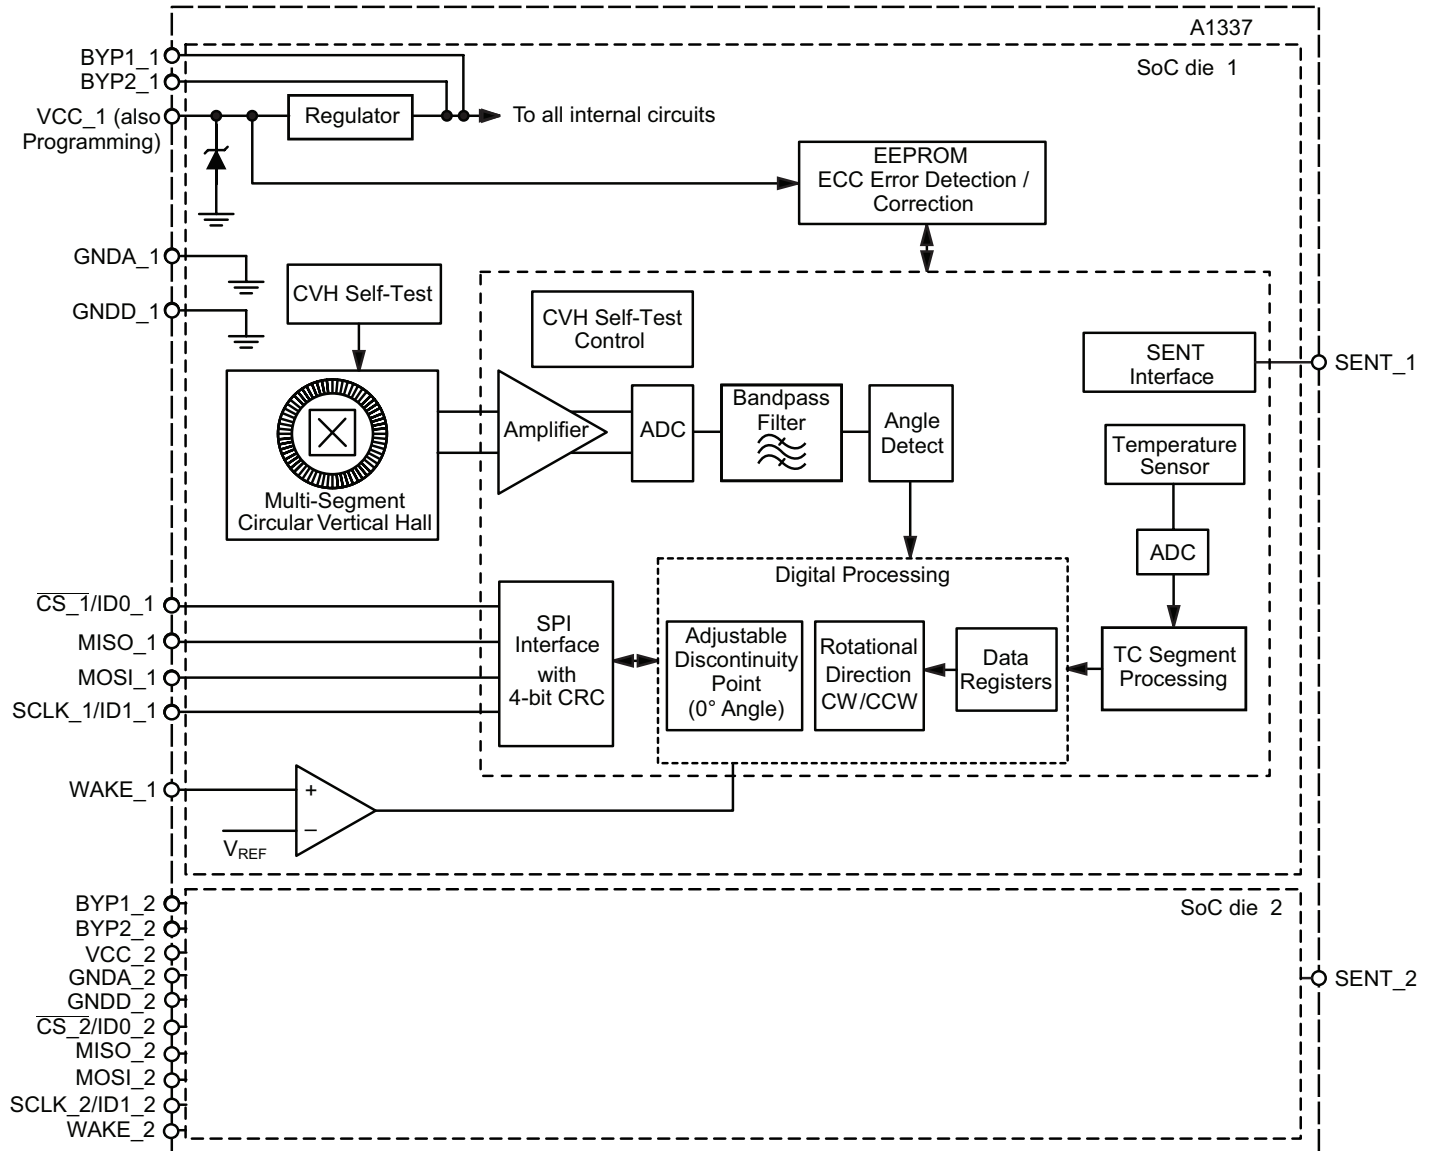 A1337
SoC die 1
BYP1_1
BYP2_1
VCC_1 (also
Programming)
Regulator
To all internal circuits
EEPROM
ECC Error Detection /
Correction
GNDA_1
GNDD_1
CVH Self-Test
CVH Self-Test
Control
SENT
Interface
SENT_1
Multi-Segment
Circular Vertical Hall
Amplifier
ADC
Bandpass
Filter
Angle
Detect
Temperature
Sensor
ADC
Digital Processing
CS_1/ID0_1
MISO_1
MOSI_1
SCLK_1/ID1_1
SPI
Interface
with
4-bit CRC
Adjustable
Discontinuity
Point
(0° Angle)
Rotational
Direction
CW/CCW
Data
Registers
TC Segment
Processing
WAKE_1
+
–
VREF
SoC die 2
BYP1_2
BYP2_2
VCC_2
GNDA_2
GNDD_2
CS_2/ID0_2
MISO_2
MOSI_2
SCLK_2/ID1_2
WAKE_2
SENT_2